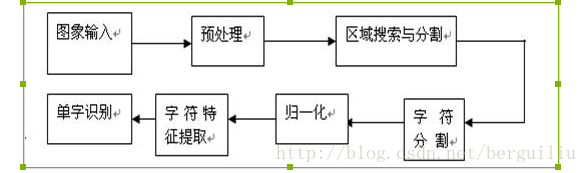 图象输入
预处理
区域搜索与分割
字 符
分 割
归一化
字 符 特
征提取
单字识别
http://blog.csdn.net/berguiliu